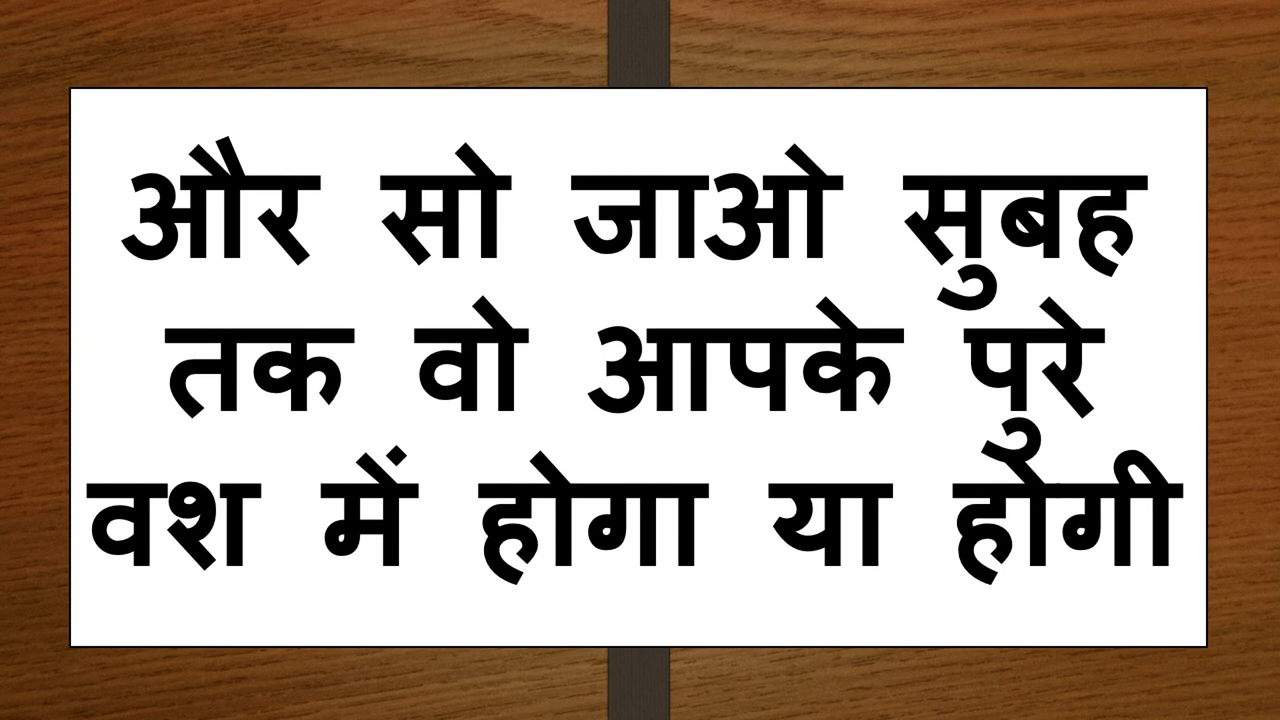 और सो जाओ सुबह
तक वो आपके पुरे
वश में होगा या होगी